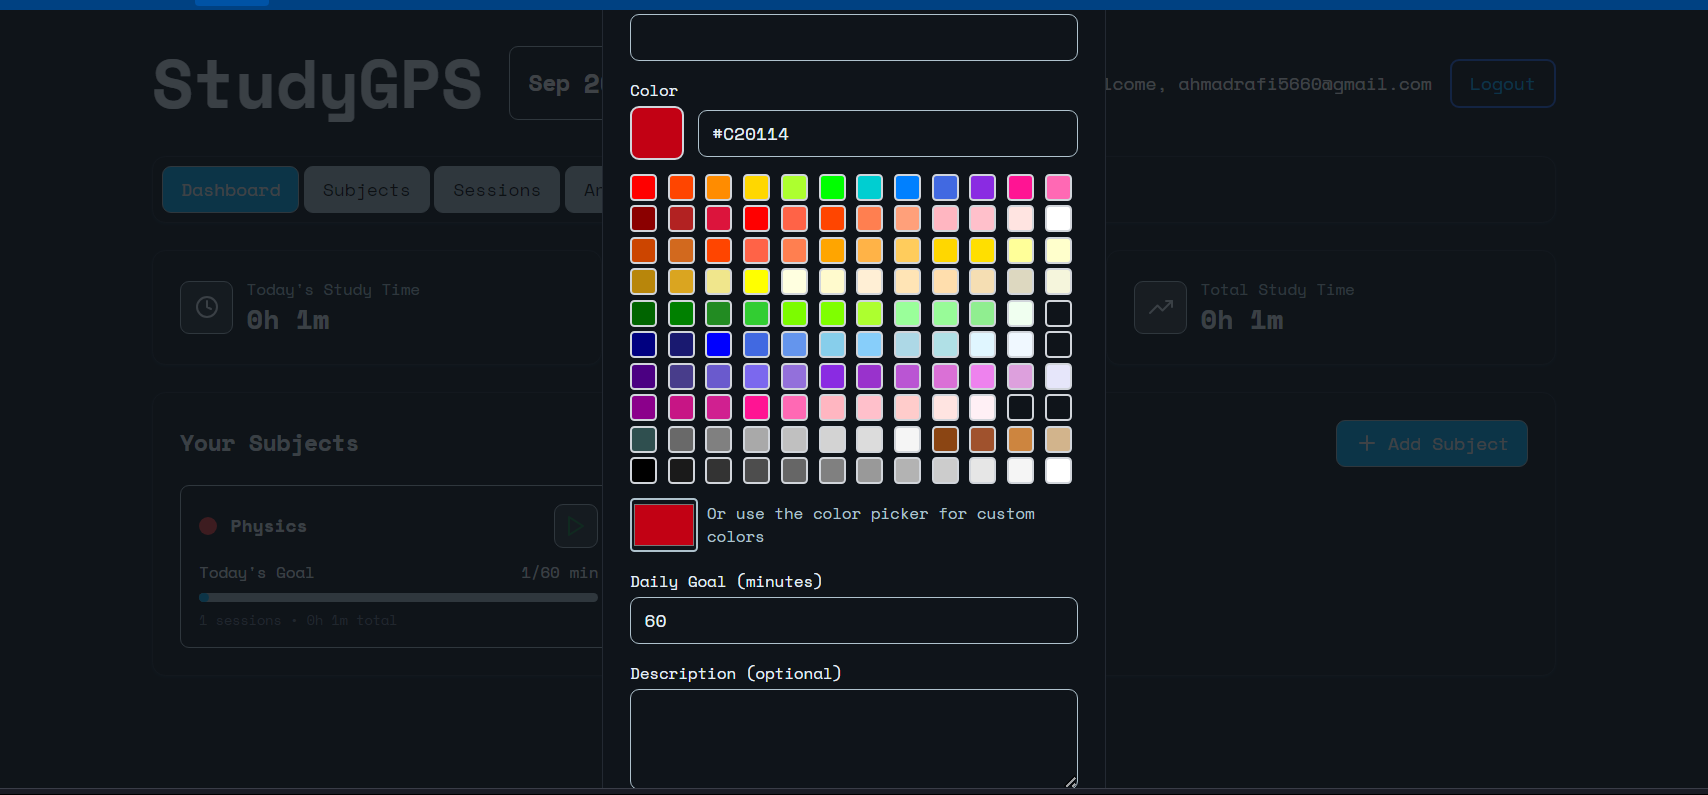 StudyGPS
Sep 20
lcome, ahmadrafi5660@gmail.com
Logout
Dashboard
Subjects
Sessions
An
Today's Study Time
0h 1m
Total Study Time
0h 1m
Your Subjects
Add Subject
Physics
Today's Goal
1/60 min
1 sessions • 0h 1m total
Color
#C20114
Or use the color picker for custom
colors
Daily Goal (minutes)
60
Description (optional)